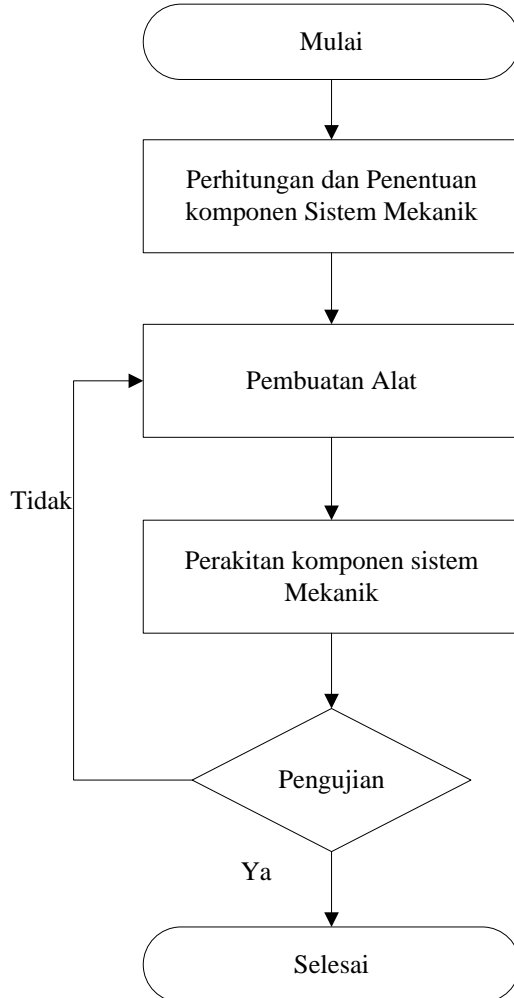 Mulai
Perhitungan dan Penentuan
komponen Sistem Mekanik
Pembuatan Alat
Tidak
Perakitan komponen sistem
Mekanik
Pengujian
Ya
Selesai